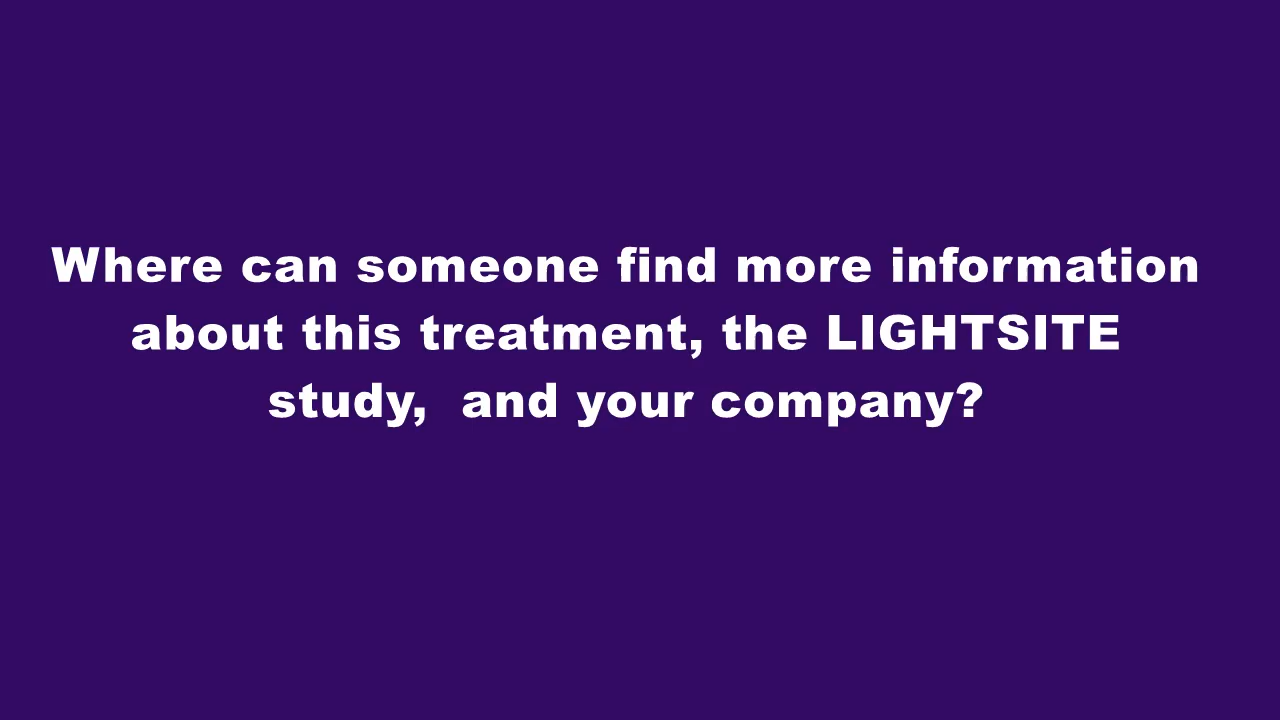 Where can someone find more information
about this treatment, the LIGHTSITE
study,  and your company?